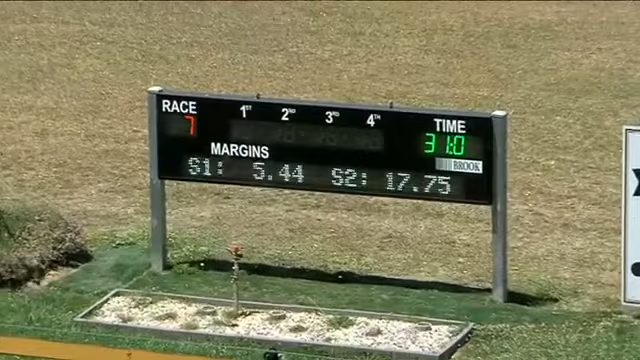 RACE 1ST 2ND 3RD 4TH TIME
7 31:0
MARGINS BROOK
S1: 5.44 S2: 17.75